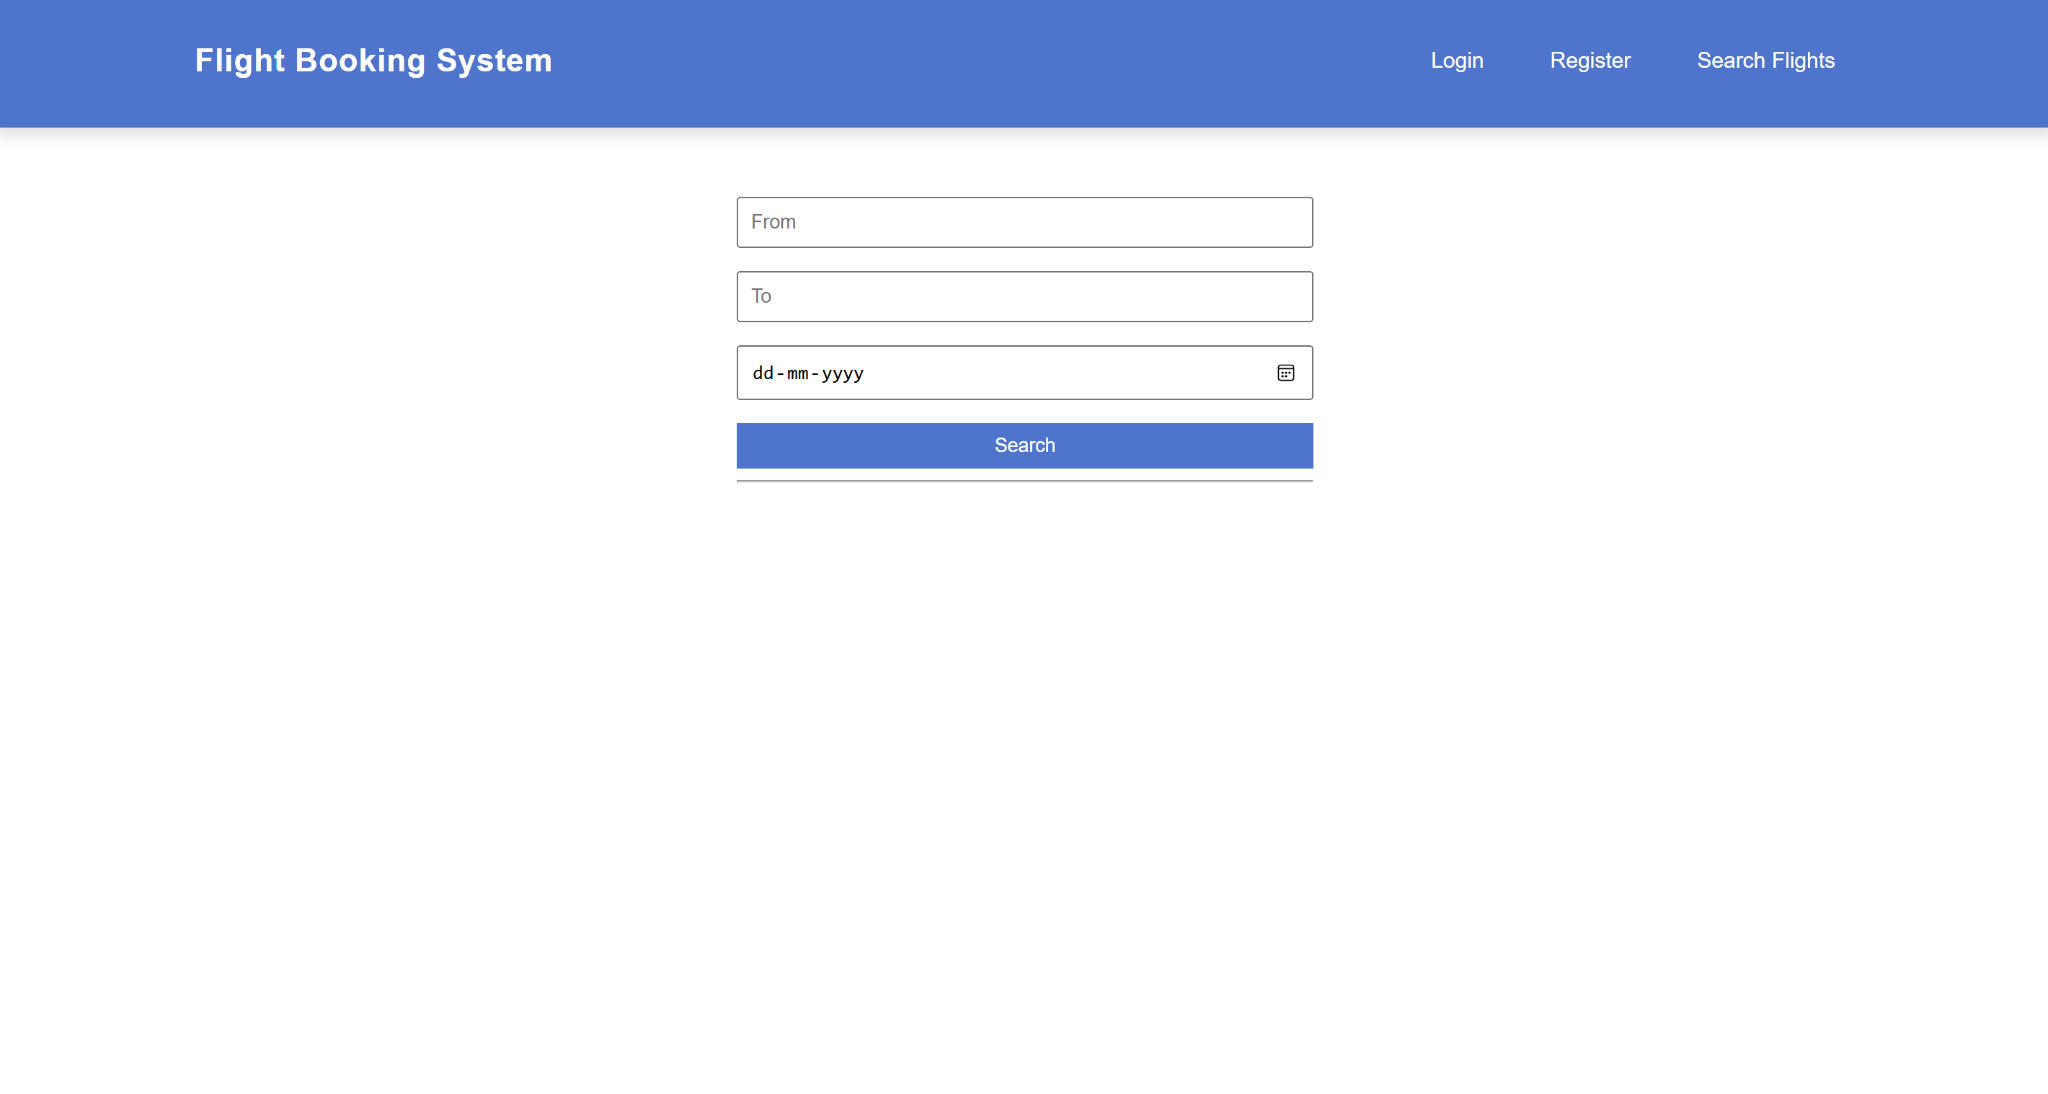 Flight Booking System
Login Register Search Flights
From
To
dd-mm-yyyy
Search